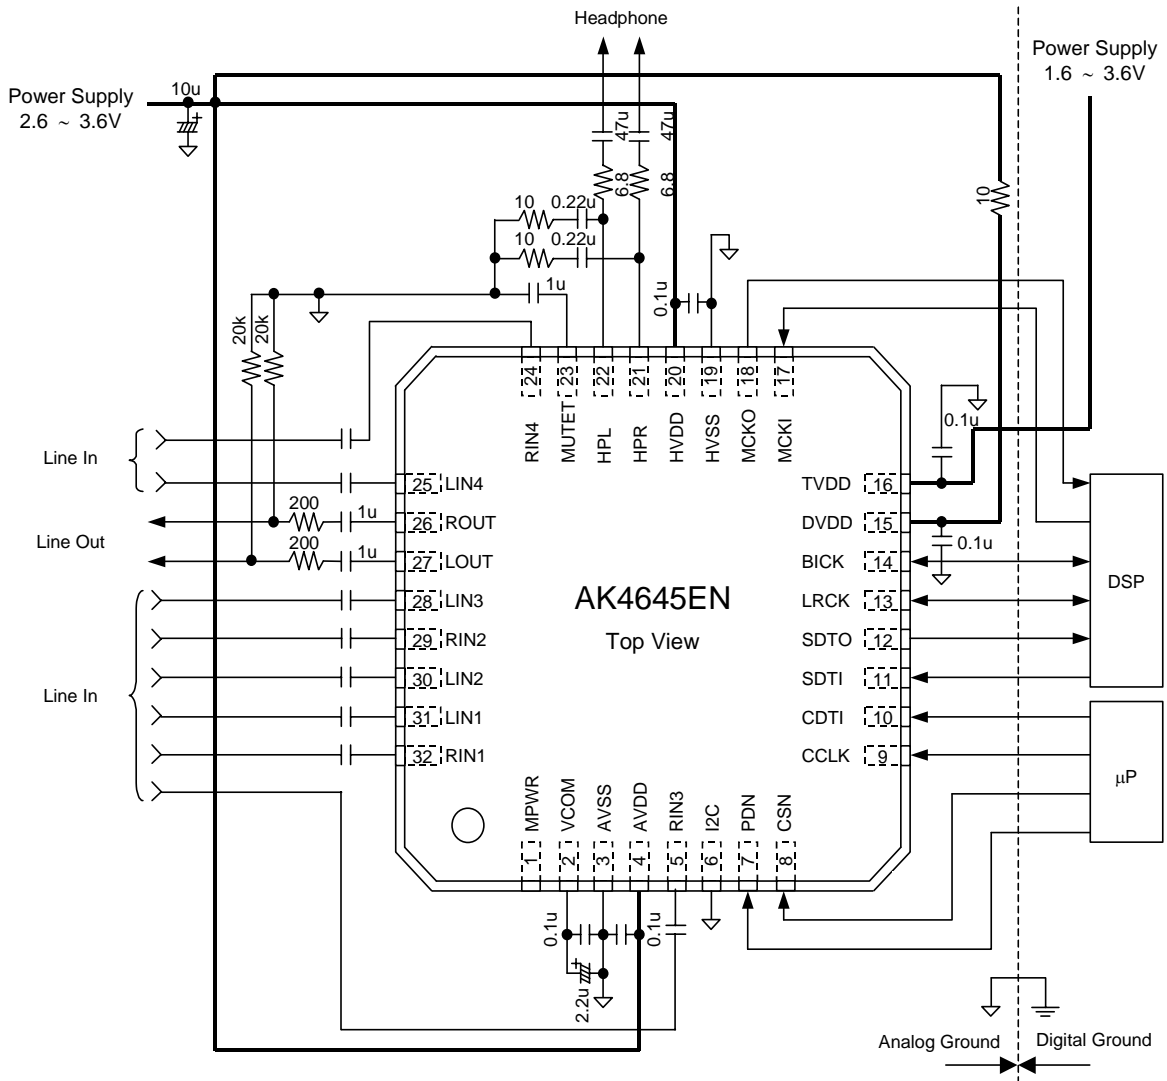 Headphone
Power Supply
1.6 ~ 3.6V
10u
Power Supply
2.6 ~ 3.6V
47u
47u
6.8
6.8
10
10
0.22u
10
0.22u
1u
0.1u
20k
20k
24
23
22
21
20
19
18
17
RIN4
MUTET
HPL
HPR
HVDD
HVSS
MCKO
MCKI
0.1u
Line In
25 LIN4
TVDD 16
200
1u
26 ROUT
DVDD 15
Line Out
200
1u
27 LOUT
0.1u
BICK 14
DSP
28 LIN3
AK4645EN
LRCK 13
29 RIN2
Top View
SDTO 12
30 LIN2
SDTI 11
Line In
31 LIN1
CDTI 10
32 RIN1
CCLK 9
µP
MPWR
VCOM
AVSS
AVDD
RIN3
I2C
PDN
CSN
1
2
3
4
5
6
7
8
0.1u
0.1u
2.2u
Analog Ground
Digital Ground